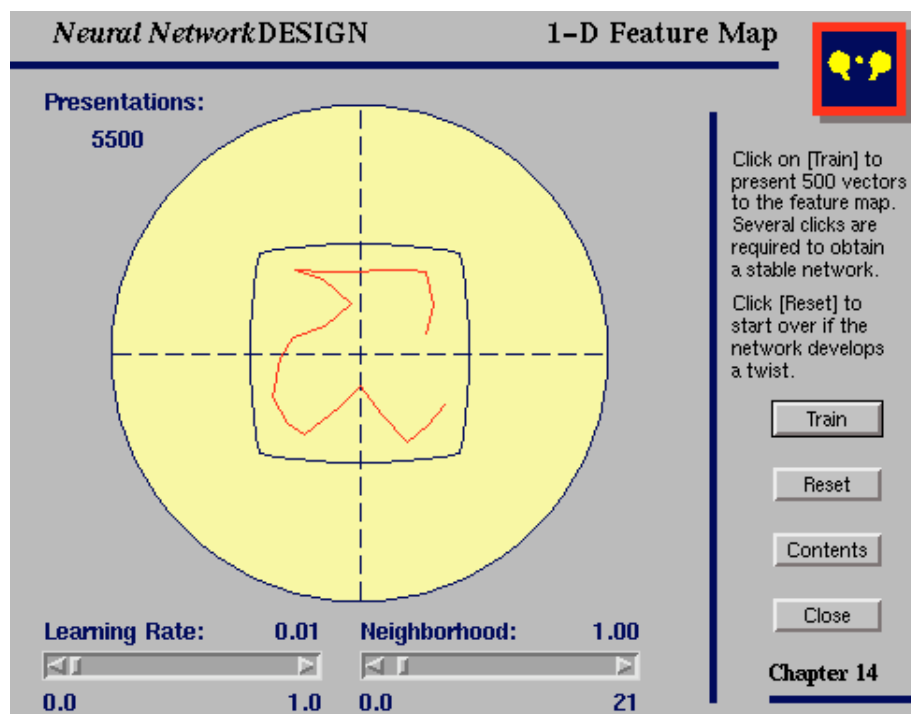 Neural Network DESIGN
1-D Feature Map
Presentations:
5500
Click on [Train] to
present 500 vectors
to the feature map.
Several clicks are
required to obtain
a stable network.
Click [Reset] to
start over if the
network develops
a twist.
Train
Reset
Contents
Close
Learning Rate: 0.01
0.0 1.0
Neighborhood: 1.00
0.0 21
Chapter 14